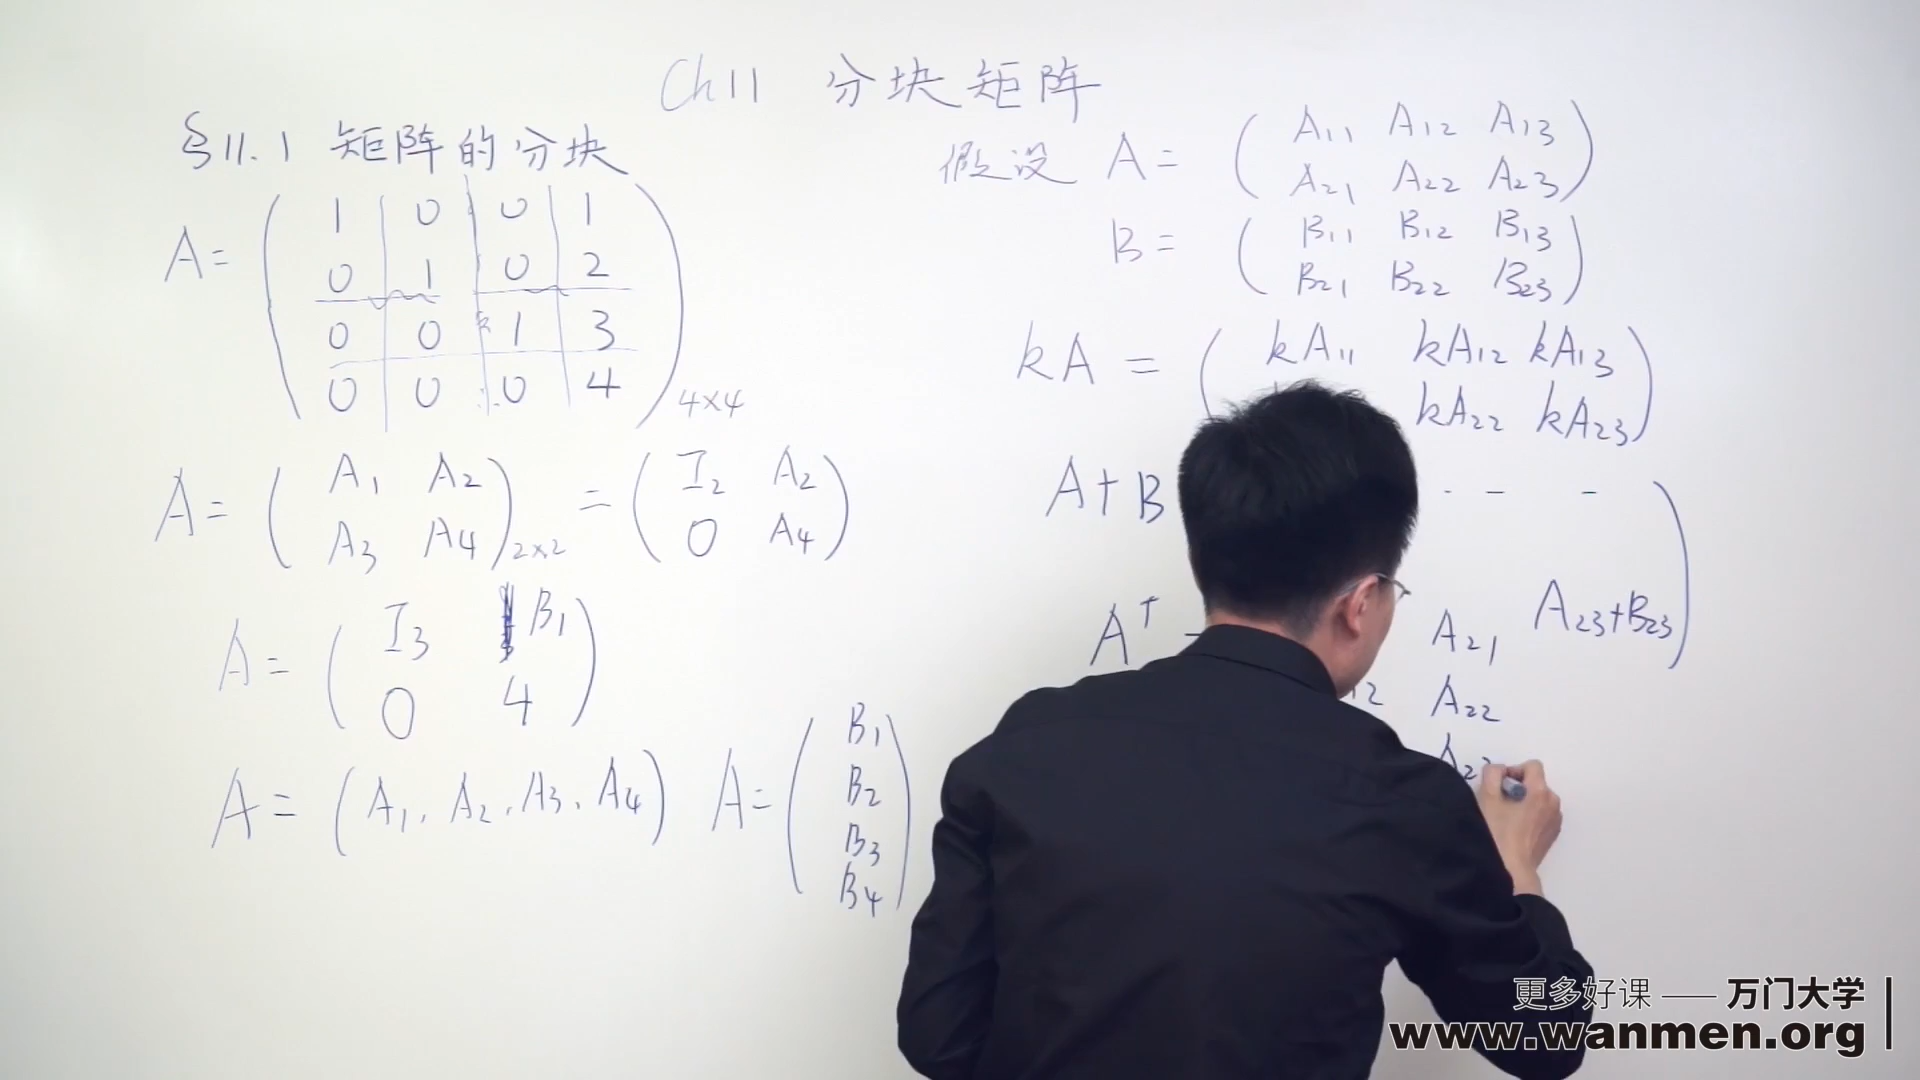 Ch11 分块矩阵
§11.1 矩阵的分块
A= ( 1 0 0 1
0 1 0 2
0 0 1 3
0 0 0 4 ) 4×4
A= ( A1 A2
A3 A4 ) 2×2 = ( I2 A2
0 A4 )
A= ( I3 B1
0 4 )
A= (A1, A2, A3, A4) A= ( B1
B2
B3
B4 )
假设 A= ( A11 A12 A13
A21 A22 A23 )
B= ( B11 B12 B13
B21 B22 B23 )
kA = ( kA11 kA12 kA13
kA22 kA23 )
A+B
A23+B23 )
A^T
A21
A22
更多好课 —— 万门大学
www.wanmen.org